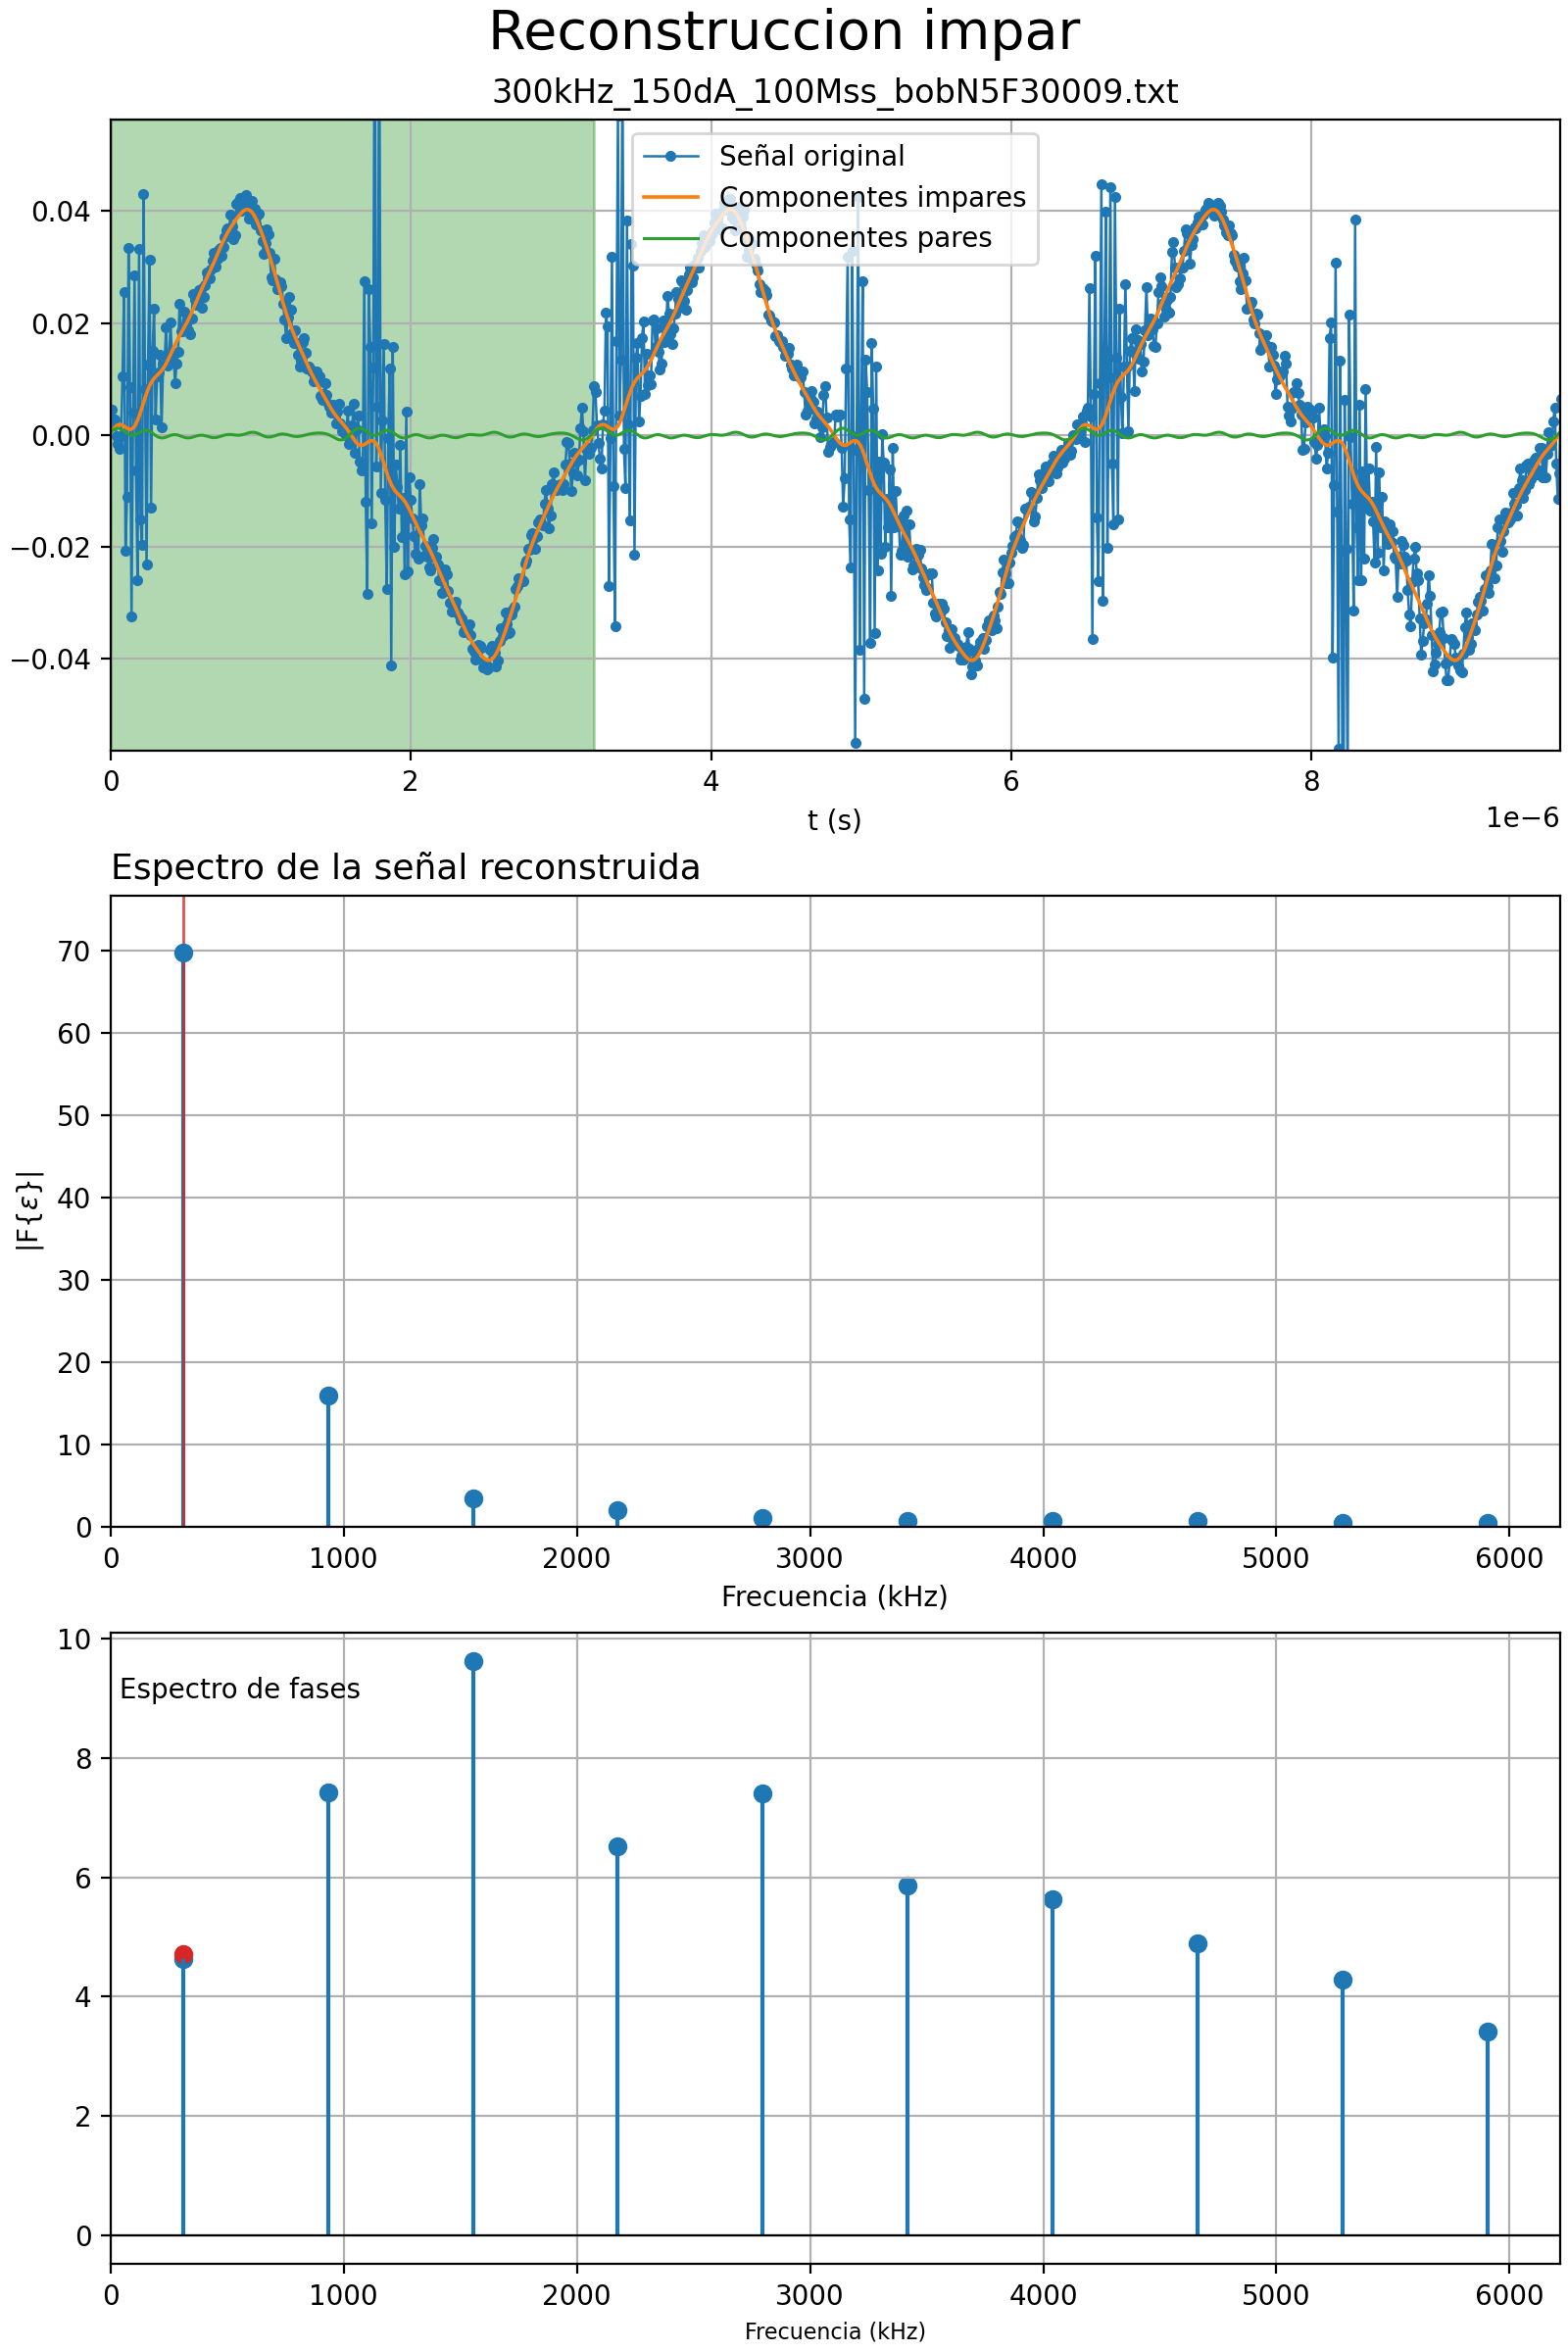 Reconstruccion impar
300kHz_150dA_100Mss_bobN5F30009.txt
Señal original
Componentes impares
Componentes pares
0.04
0.02
0.00
−0.02
−0.04
0 2 4 6 8
t (s)
1e−6
Espectro de la señal reconstruida
70
60
50
40
30
20
10
0
|F{ε}|
0 1000 2000 3000 4000 5000 6000
Frecuencia (kHz)
10
Espectro de fases
8
6
4
2
0
0 1000 2000 3000 4000 5000 6000
Frecuencia (kHz)